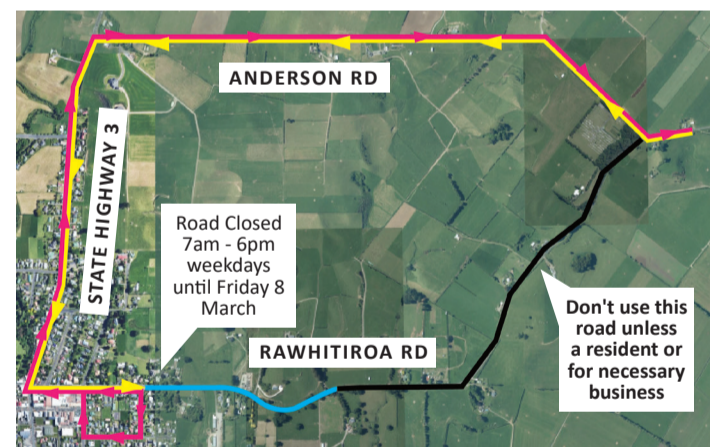 ANDERSON RD
STATE HIGHWAY 3
Road Closed
7am - 6pm
weekdays
until Friday 8
March
RAWHITIROA RD
Don't use this
road unless
a resident or
for necessary
business